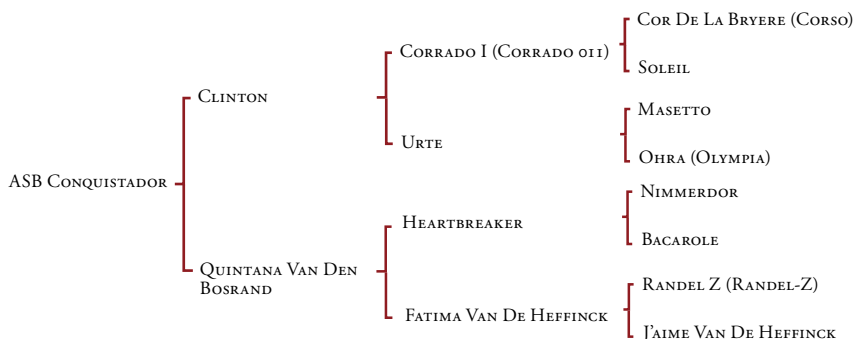 Cor De La Bryere (Corso)
Corrado I (Corrado 011)
Soleil
Clinton
Masetto
Urte
Ohra (Olympia)
ASB Conquistador
Nimmerdor
Heartbreaker
Bacarole
Quintana Van Den
Bosrand
Randel Z (Randel-Z)
Fatima Van De Heffinck
J'aime Van De Heffinck